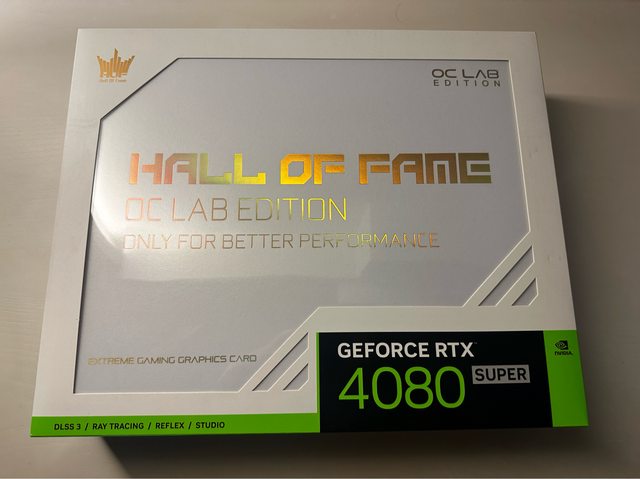 HOF
Hall Of Fame
OC LAB
EDITION
HALL OF FAME
OC LAB EDITION
ONLY FOR BETTER PERFORMANCE
EXTREME GAMING GRAPHICS CARD
GEFORCE RTX™
4080 SUPER
NVIDIA.
DLSS 3 / RAY TRACING / REFLEX / STUDIO